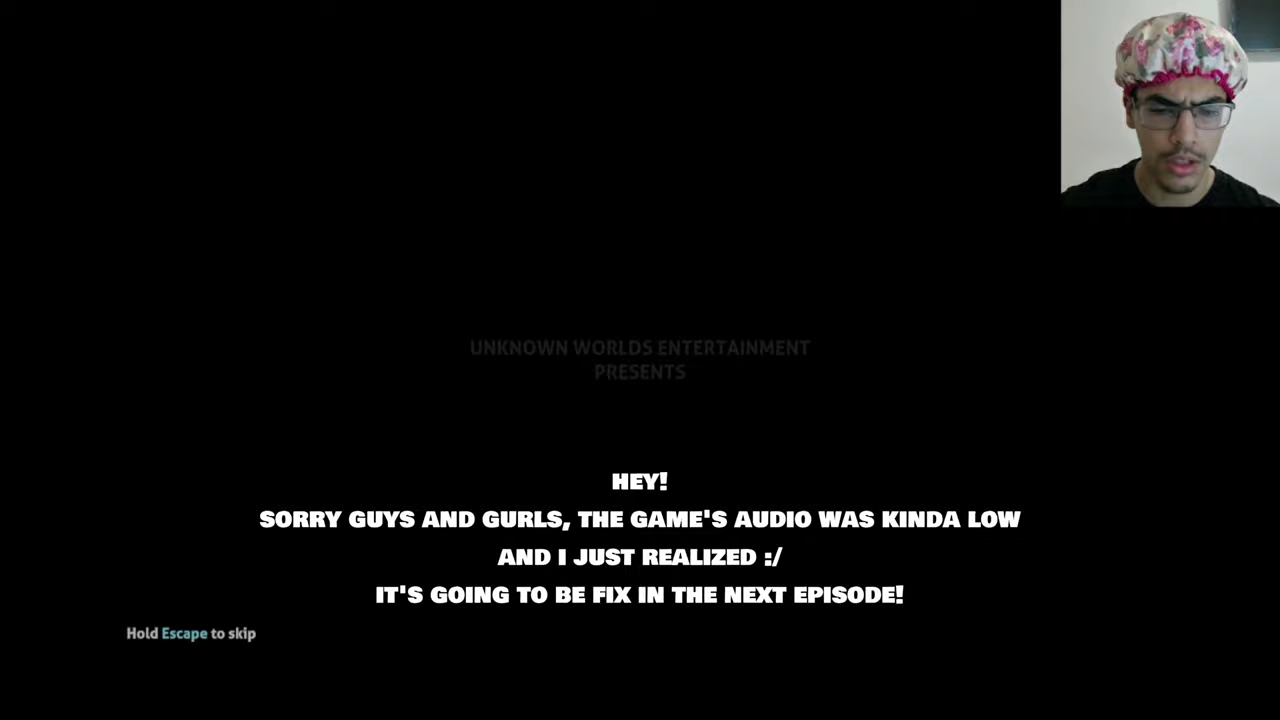 UNKNOWN WORLDS ENTERTAINMENT
PRESENTS
HEY!
SORRY GUYS AND GURLS, THE GAME'S AUDIO WAS KINDA LOW
AND I JUST REALIZED :/
IT'S GOING TO BE FIX IN THE NEXT EPISODE!
Hold Escape to skip